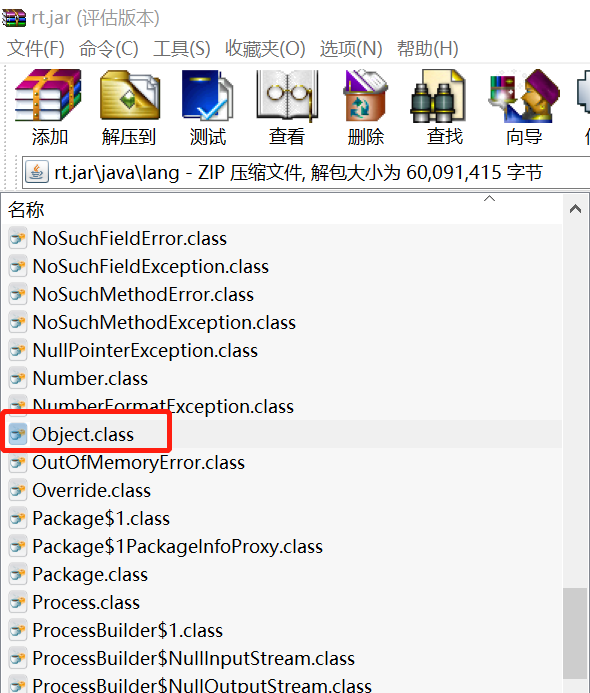 rt.jar (评估版本)
文件(F) 命令(C) 工具(S) 收藏夹(O) 选项(N) 帮助(H)
添加 解压到 测试 查看 删除 查找 向导
rt.jar\java\lang - ZIP 压缩文件, 解包大小为 60,091,415 字节
名称
NoSuchFieldError.class
NoSuchFieldException.class
NoSuchMethodError.class
NoSuchMethodException.class
NullPointerException.class
Number.class
NumberFormatException.class
Object.class
OutOfMemoryError.class
Override.class
Package$1.class
Package$1PackageInfoProxy.class
Package.class
Process.class
ProcessBuilder$1.class
ProcessBuilder$NullInputStream.class
ProcessBuilder$NullOutputStream.class